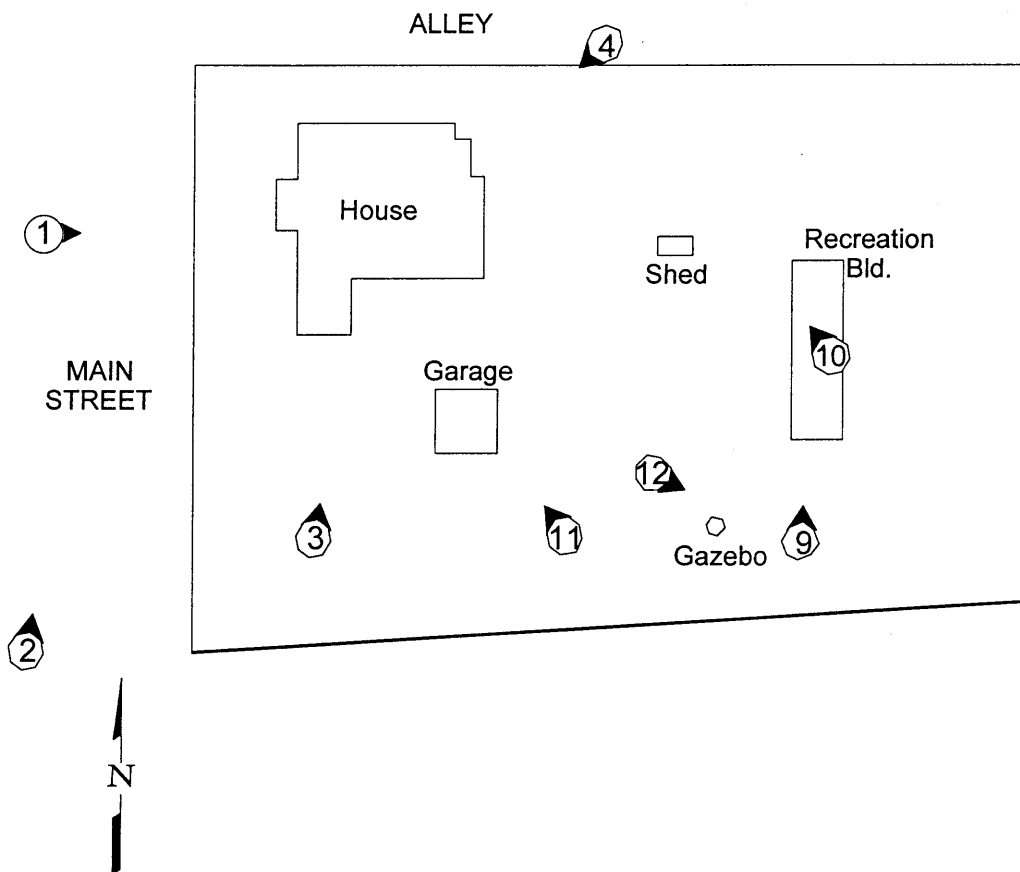 ALLEY
4
House
1
Recreation
Bld.
Shed
10
MAIN
STREET
Garage
12
3
11
9
Gazebo
2
N